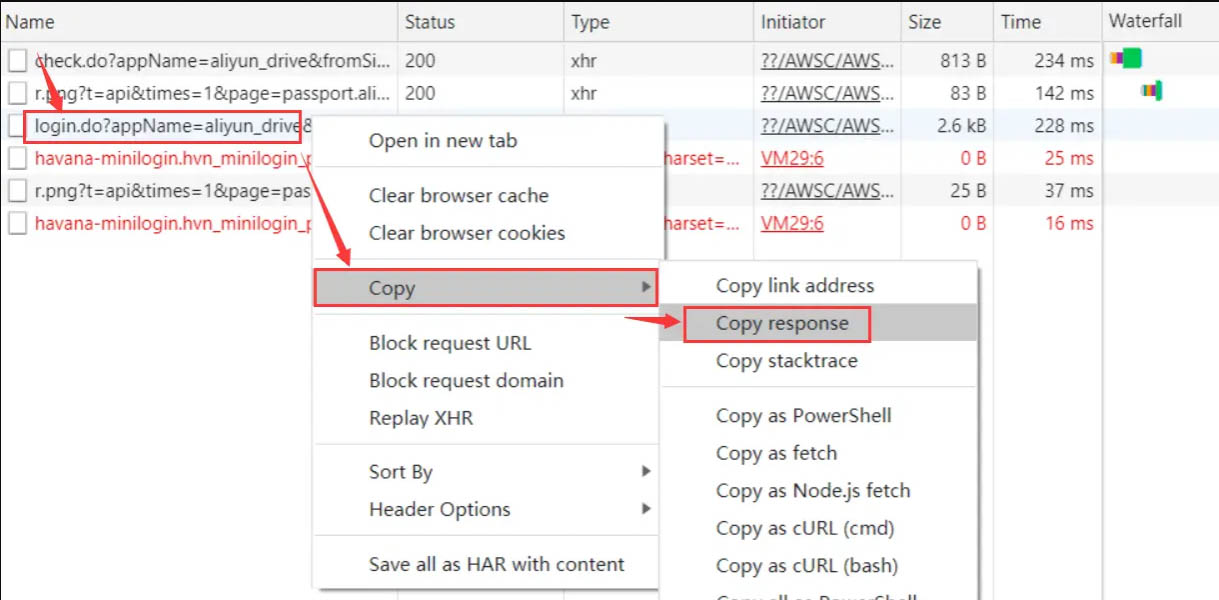 Name Status Type Initiator Size Time Waterfall
check.do?appName=aliyun_drive&fromSi... 200 xhr ??/AWSC/AWS... 813 B 234 ms
r.png?t=api&times=1&page=passport.ali... 200 xhr ??/AWSC/AWS... 83 B 142 ms
login.do?appName=aliyun_drive& ??/AWSC/AWS... 2.6 kB 228 ms
havana-minilogin.hvn_minilogin_p harset=... VM29:6 0 B 25 ms
r.png?t=api&times=1&page=pas ??/AWSC/AWS... 25 B 37 ms
havana-minilogin.hvn_minilogin_p harset=... VM29:6 0 B 16 ms
Open in new tab
Clear browser cache
Clear browser cookies
Copy
Block request URL
Block request domain
Replay XHR
Sort By
Header Options
Save all as HAR with content
Copy link address
Copy response
Copy stacktrace
Copy as PowerShell
Copy as fetch
Copy as Node.js fetch
Copy as cURL (cmd)
Copy as cURL (bash)
Copy all as PowerShell